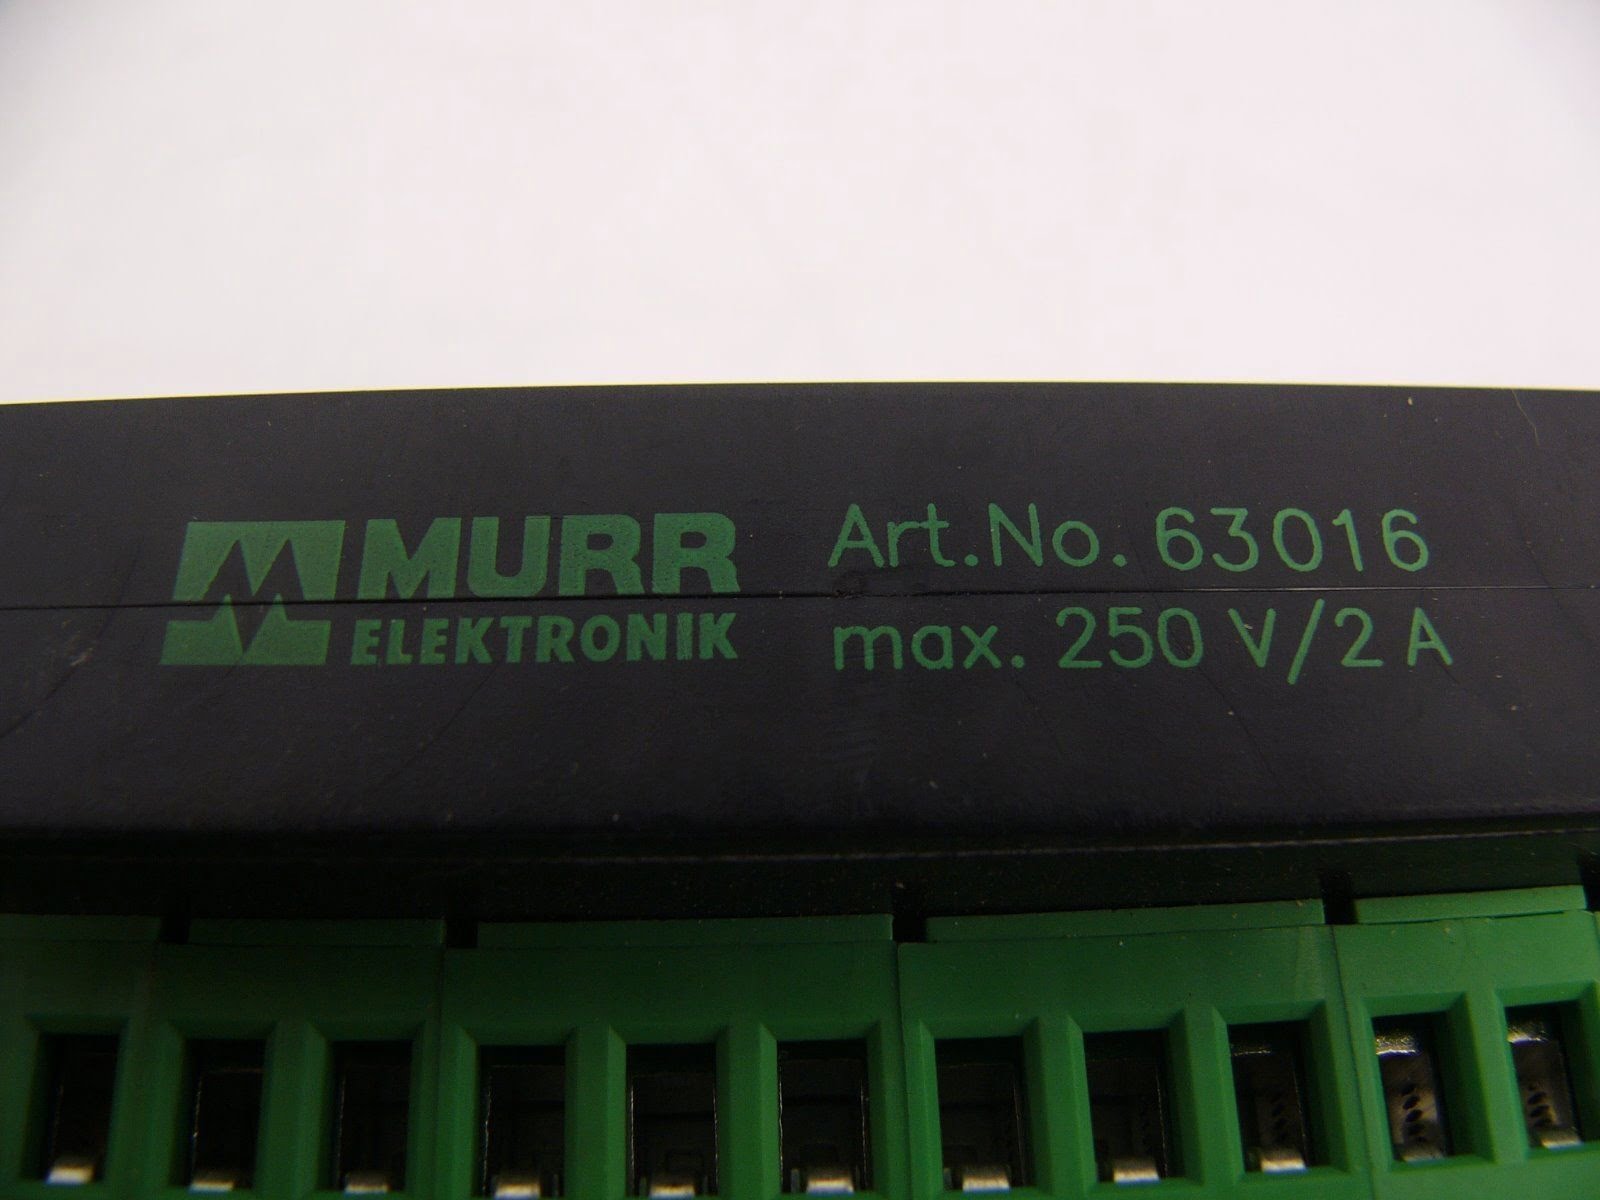 MURR
ELEKTRONIK
Art.No. 63016
max. 250 V/2 A